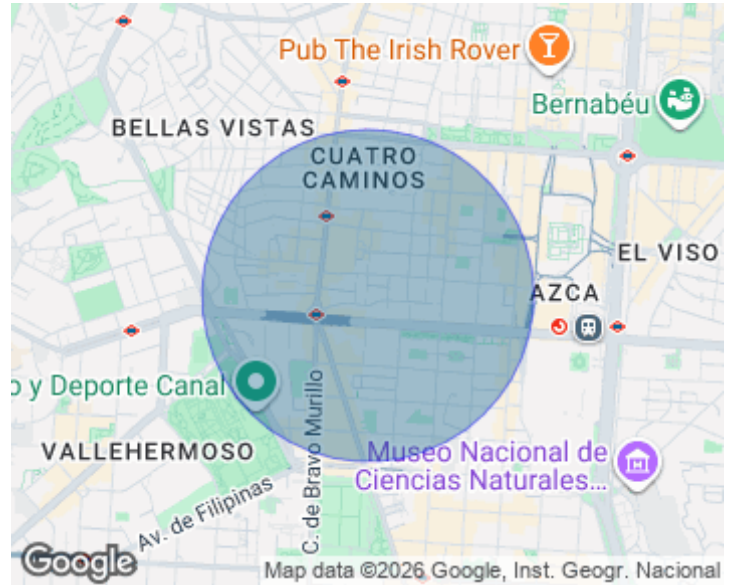 Pub The Irish Rover
Bernabéu
BELLAS VISTAS
CUATRO
CAMINOS
EL VISO
AZCA
o y Deporte Canal
C. de Bravo Murillo
VALLEHERMOSO
Museo Nacional de
Ciencias Naturales...
Av. de Filipinas
Google
Map data ©2026 Google, Inst. Geogr. Nacional